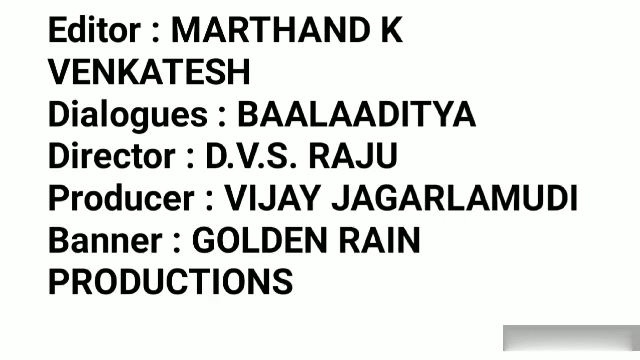 Editor : MARTHAND K
VENKATESH
Dialogues : BAALAADITYA
Director : D.V.S. RAJU
Producer : VIJAY JAGARLAMUDI
Banner : GOLDEN RAIN
PRODUCTIONS